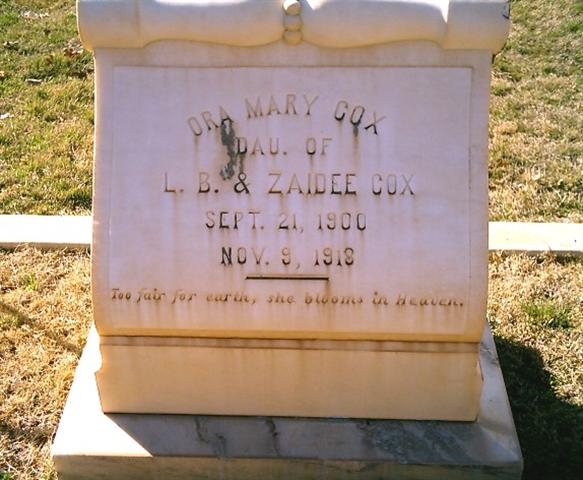 ORA MARY COX
DAU. OF
L. B. & ZAIDEE COX
SEPT. 21, 1900
NOV. 9, 1918
Too fair for earth, she blooms in Heaven.